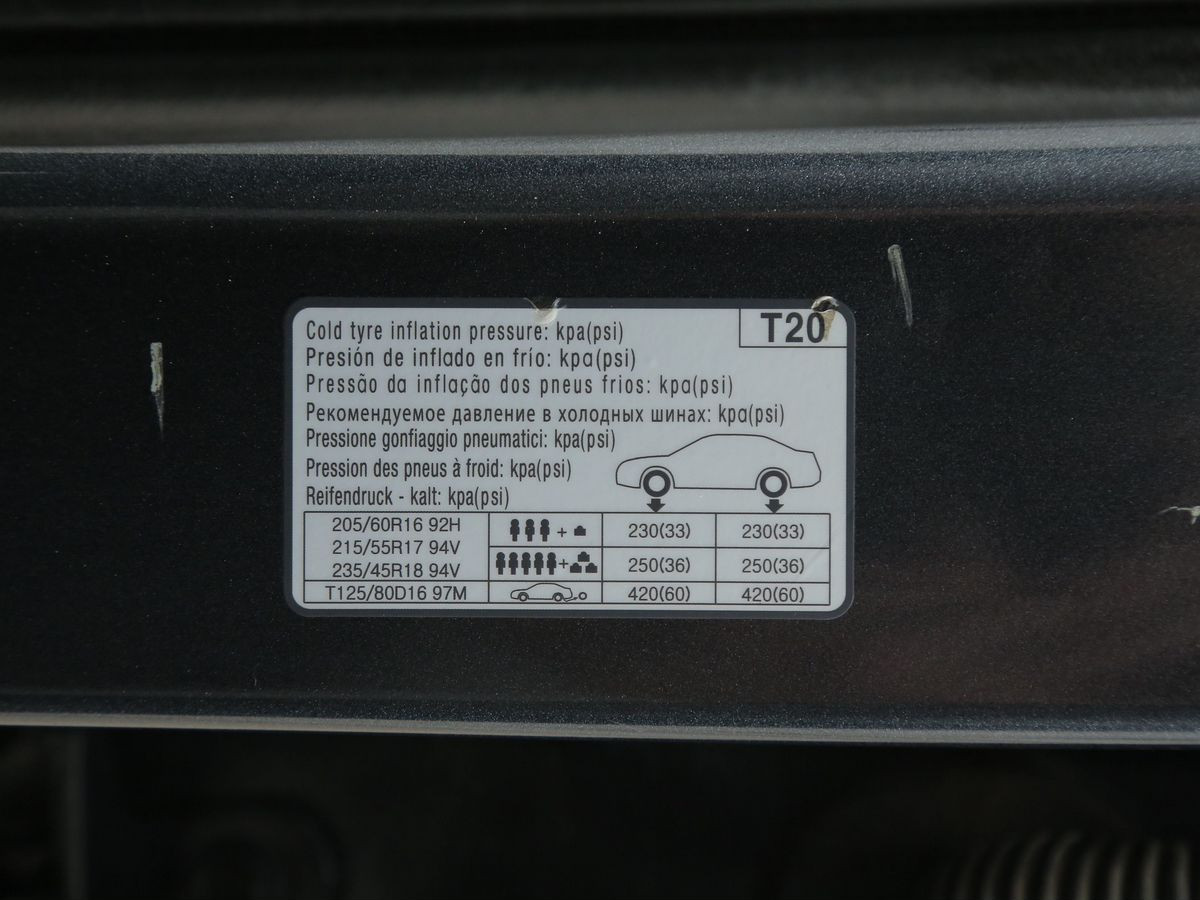 Cold tyre inflation pressure: kpa(psi)
T20
Presión de inflado en frío: kpa(psi)
Pressão da inflação dos pneus frios: kpa(psi)
Рекомендуемое давление в холодных шинах: kpa(psi)
Pressione gonfiaggio pneumatici: kpa(psi)
Pression des pneus à froid: kpa(psi)
Reifendruck - kalt: kpa(psi)
205/60R16 92H
215/55R17 94V
235/45R18 94V
+ 230(33) 230(33)
+ 250(36) 250(36)
T125/80D16 97M 420(60) 420(60)